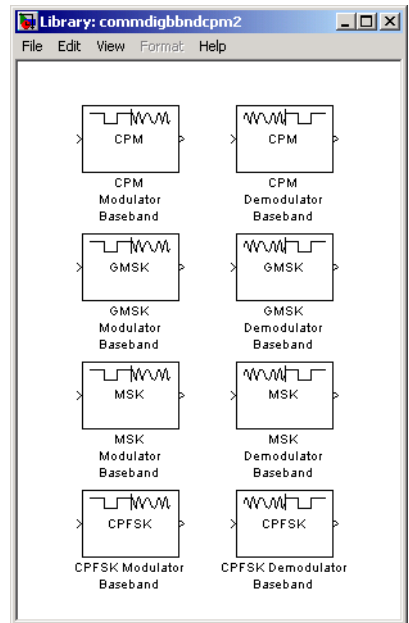 Library: commdigbbndcpm2
File Edit View Format Help
CPM CPM
CPM CPM
Modulator Demodulator
Baseband Baseband
GMSK GMSK
GMSK GMSK
Modulator Demodulator
Baseband Baseband
MSK MSK
MSK MSK
Modulator Demodulator
Baseband Baseband
CPFSK CPFSK
CPFSK Modulator CPFSK Demodulator
Baseband Baseband